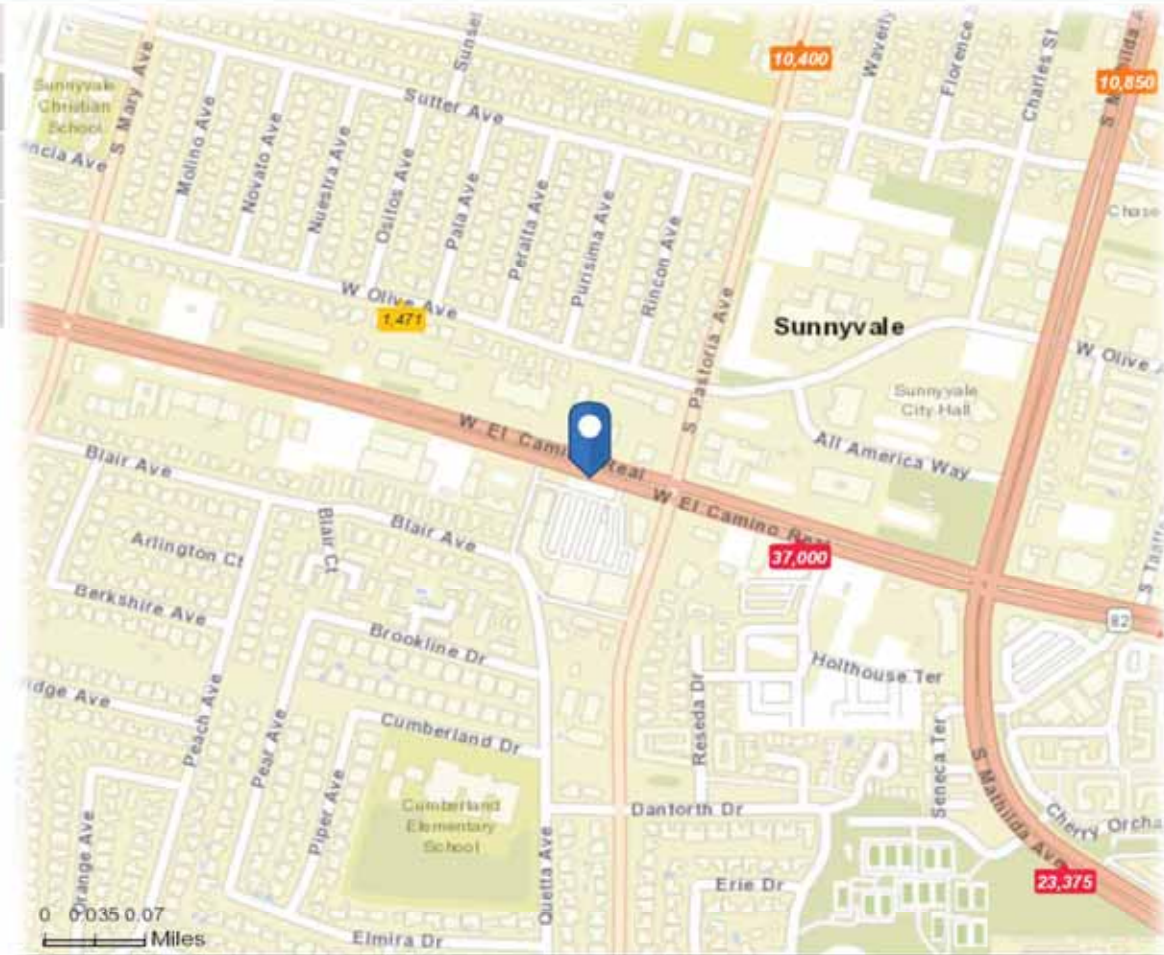 Sunnyvale
Christian
School
S Mary Ave
Molino Ave
Novato Ave
Nuestra Ave
Ositos Ave
Sutter Ave
Pala Ave
Peralta Ave
Purisima Ave
Rincon Ave
10,400
Waverly
Florence
Charles St
10,850
Chase
W Olive Ave
1,471
S Pastoria Ave
Sunnyvale
W Olive
Sunnyvale
City Hall
All America Way
W El Camino Real
W El Camino Real
37,000
82
Blair Ave
Blair Ct
Blair Ave
Arlington Ct
Berkshire Ave
Brookline Dr
Peach Ave
Pear Ave
Cumberland Dr
Piper Ave
Cumberland
Elementary
School
Orange Ave
Quetta Ave
Elmira Dr
Reseda Dr
Holthouse Ter
Seneca Ter
S Mathilda Ave
Cherry Orcha
Dantorth Dr
Erie Dr
23,375
0 0.035 0.07
Miles